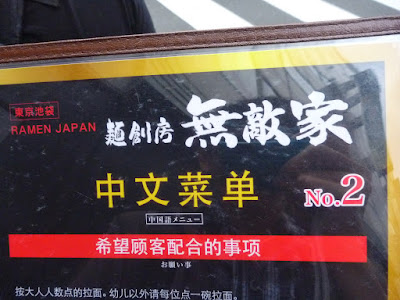 東京池袋
RAMEN JAPAN 麺創房 無敵家
中文菜单 No.2
中国語メニュー
希望顾客配合的事项
お願い事
按大人人数点的拉面。幼儿以外请每位点一碗拉面。